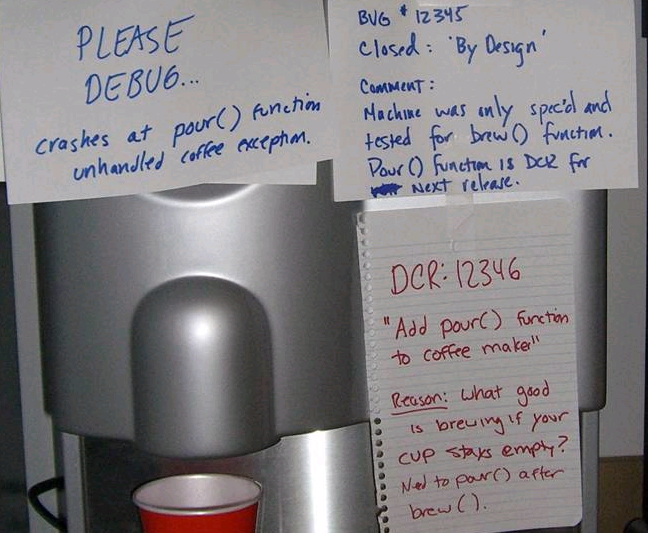 PLEASE
DEBUG...
crashes at pour() function
unhandled coffee exception.
BUG # 12345
Closed: 'By Design'
Comment:
Machine was only spec'd and
tested for brew() function.
Pour() function is DCR for
Next release.
DCR: 12346
"Add pour() function
to coffee maker"
Reason: What good
is brewing if your
cup stays empty?
Need to pour() after
brew().